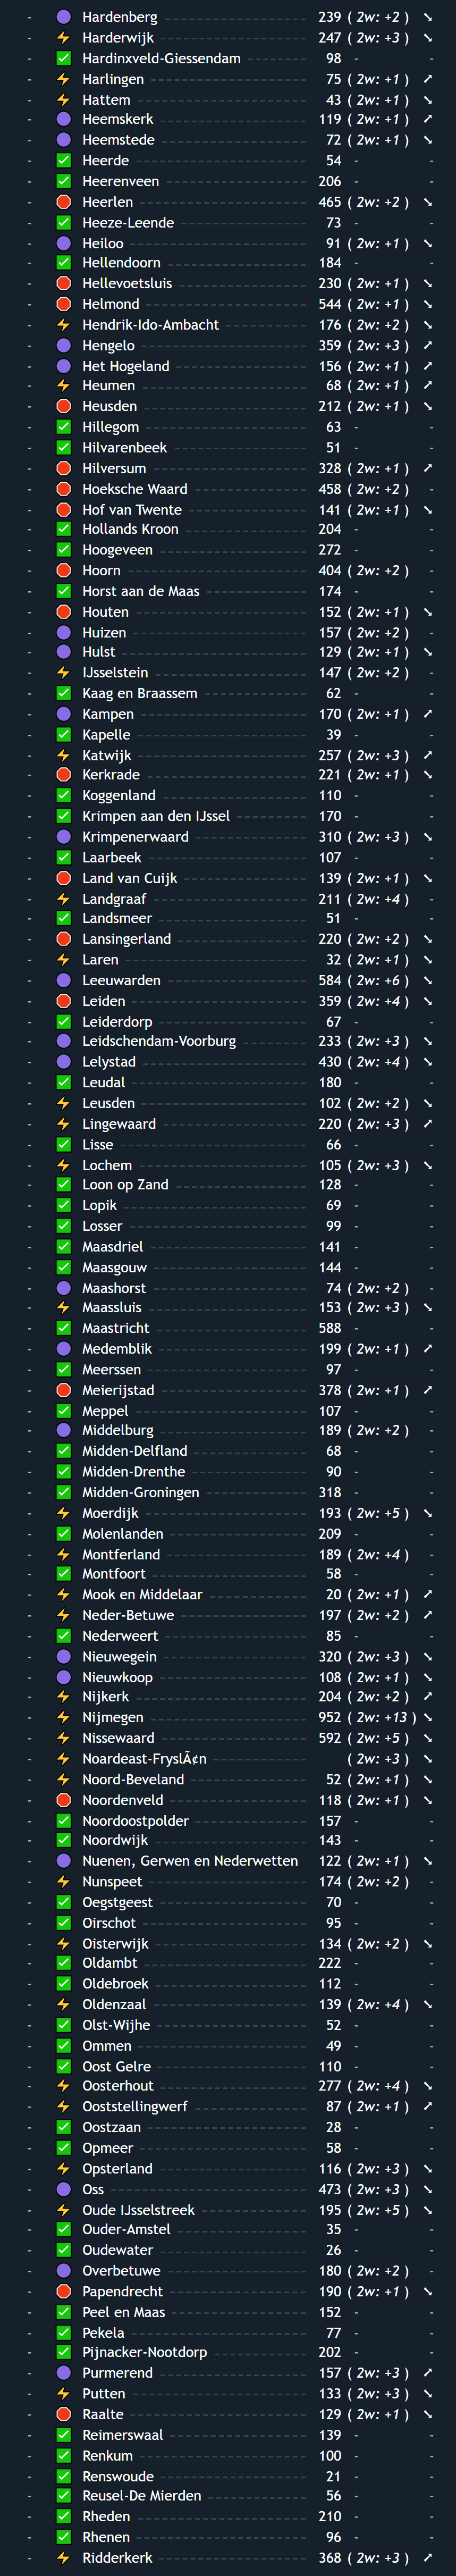 - Hardenberg 239 ( 2w: +2 ) ↘
- Harderwijk 247 ( 2w: +3 ) ↘
- Hardinxveld-Giessendam 98 - -
- Harlingen 75 ( 2w: +1 ) ↗
- Hattem 43 ( 2w: +1 ) ↘
- Heemskerk 119 ( 2w: +1 ) ↗
- Heemstede 72 ( 2w: +1 ) ↘
- Heerde 54 - -
- Heerenveen 206 - -
- Heerlen 465 ( 2w: +2 ) ↘
- Heeze-Leende 73 - -
- Heiloo 91 ( 2w: +1 ) ↘
- Hellendoorn 184 - -
- Hellevoetsluis 230 ( 2w: +1 ) ↘
- Helmond 544 ( 2w: +1 ) ↘
- Hendrik-Ido-Ambacht 176 ( 2w: +2 ) ↘
- Hengelo 359 ( 2w: +3 ) ↗
- Het Hogeland 156 ( 2w: +1 ) ↗
- Heumen 68 ( 2w: +1 ) ↗
- Heusden 212 ( 2w: +1 ) ↘
- Hillegom 63 - -
- Hilvarenbeek 51 - -
- Hilversum 328 ( 2w: +1 ) ↗
- Hoeksche Waard 458 ( 2w: +2 ) -
- Hof van Twente 141 ( 2w: +1 ) ↘
- Hollands Kroon 204 - -
- Hoogeveen 272 - -
- Hoorn 404 ( 2w: +2 ) -
- Horst aan de Maas 174 - -
- Houten 152 ( 2w: +1 ) ↘
- Huizen 157 ( 2w: +2 ) -
- Hulst 129 ( 2w: +1 ) ↘
- IJsselstein 147 ( 2w: +2 ) -
- Kaag en Braassem 62 - -
- Kampen 170 ( 2w: +1 ) ↗
- Kapelle 39 - -
- Katwijk 257 ( 2w: +3 ) ↗
- Kerkrade 221 ( 2w: +1 ) ↘
- Koggenland 110 - -
- Krimpen aan den IJssel 170 - -
- Krimpenerwaard 310 ( 2w: +3 ) ↘
- Laarbeek 107 - -
- Land van Cuijk 139 ( 2w: +1 ) ↘
- Landgraaf 211 ( 2w: +4 ) -
- Landsmeer 51 - -
- Lansingerland 220 ( 2w: +2 ) ↘
- Laren 32 ( 2w: +1 ) ↘
- Leeuwarden 584 ( 2w: +6 ) ↘
- Leiden 359 ( 2w: +4 ) ↘
- Leiderdorp 67 - -
- Leidschendam-Voorburg 233 ( 2w: +3 ) ↘
- Lelystad 430 ( 2w: +4 ) ↘
- Leudal 180 - -
- Leusden 102 ( 2w: +2 ) ↘
- Lingewaard 220 ( 2w: +3 ) ↗
- Lisse 66 - -
- Lochem 105 ( 2w: +3 ) ↘
- Loon op Zand 128 - -
- Lopik 69 - -
- Losser 99 - -
- Maasdriel 141 - -
- Maasgouw 144 - -
- Maashorst 74 ( 2w: +2 ) -
- Maassluis 153 ( 2w: +3 ) ↘
- Maastricht 588 - -
- Medemblik 199 ( 2w: +1 ) ↗
- Meerssen 97 - -
- Meierijstad 378 ( 2w: +1 ) ↗
- Meppel 107 - -
- Middelburg 189 ( 2w: +2 ) -
- Midden-Delfland 68 - -
- Midden-Drenthe 90 - -
- Midden-Groningen 318 - -
- Moerdijk 193 ( 2w: +5 ) ↘
- Molenlanden 209 - -
- Montferland 189 ( 2w: +4 ) -
- Montfoort 58 - -
- Mook en Middelaar 20 ( 2w: +1 ) ↗
- Neder-Betuwe 197 ( 2w: +2 ) ↗
- Nederweert 85 - -
- Nieuwegein 320 ( 2w: +3 ) ↘
- Nieuwkoop 108 ( 2w: +1 ) ↘
- Nijkerk 204 ( 2w: +2 ) ↗
- Nijmegen 952 ( 2w: +13 ) ↘
- Nissewaard 592 ( 2w: +5 ) ↘
- Noardeast-FryslÃ¢n ( 2w: +3 ) ↘
- Noord-Beveland 52 ( 2w: +1 ) ↘
- Noordenveld 118 ( 2w: +1 ) ↘
- Noordoostpolder 157 - -
- Noordwijk 143 - -
- Nuenen, Gerwen en Nederwetten 122 ( 2w: +1 ) ↘
- Nunspeet 174 ( 2w: +2 ) -
- Oegstgeest 70 - -
- Oirschot 95 - -
- Oisterwijk 134 ( 2w: +2 ) ↘
- Oldambt 222 - -
- Oldebroek 112 - -
- Oldenzaal 139 ( 2w: +4 ) ↘
- Olst-Wijhe 52 - -
- Ommen 49 - -
- Oost Gelre 110 - -
- Oosterhout 277 ( 2w: +4 ) ↘
- Ooststellingwerf 87 ( 2w: +1 ) ↗
- Oostzaan 28 - -
- Opmeer 58 - -
- Opsterland 116 ( 2w: +3 ) ↘
- Oss 473 ( 2w: +3 ) ↘
- Oude IJsselstreek 195 ( 2w: +5 ) ↘
- Ouder-Amstel 35 - -
- Oudewater 26 - -
- Overbetuwe 180 ( 2w: +2 ) -
- Papendrecht 190 ( 2w: +1 ) ↘
- Peel en Maas 152 - -
- Pekela 77 - -
- Pijnacker-Nootdorp 202 - -
- Purmerend 157 ( 2w: +3 ) ↗
- Putten 133 ( 2w: +3 ) ↘
- Raalte 129 ( 2w: +1 ) ↘
- Reimerswaal 139 - -
- Renkum 100 - -
- Renswoude 21 - -
- Reusel-De Mierden 56 - -
- Rheden 210 - -
- Rhenen 96 - -
- Ridderkerk 368 ( 2w: +3 ) ↗